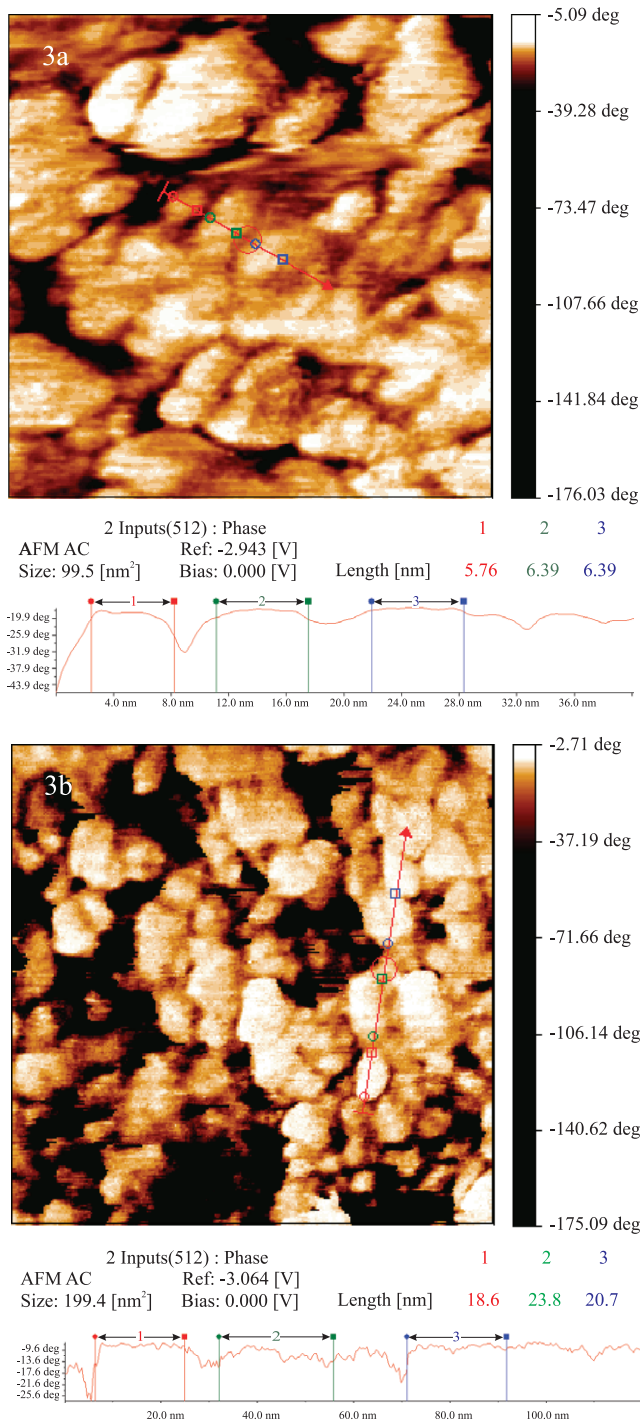 3a
-5.09 deg
-39.28 deg
-73.47 deg
-107.66 deg
-141.84 deg
-176.03 deg
2 Inputs(512) : Phase 1 2 3
AFM AC Ref: -2.943 [V]
Size: 99.5 [nm²] Bias: 0.000 [V] Length [nm] 5.76 6.39 6.39
1 2 3
-19.9 deg
-25.9 deg
-31.9 deg
-37.9 deg
-43.9 deg
4.0 nm 8.0 nm 12.0 nm 16.0 nm 20.0 nm 24.0 nm 28.0 nm 32.0 nm 36.0 nm
3b
-2.71 deg
-37.19 deg
-71.66 deg
-106.14 deg
-140.62 deg
-175.09 deg
2 Inputs(512) : Phase 1 2 3
AFM AC Ref: -3.064 [V]
Size: 199.4 [nm²] Bias: 0.000 [V] Length [nm] 18.6 23.8 20.7
1 2 3
-9.6 deg
-13.6 deg
-17.6 deg
-21.6 deg
-25.6 deg
20.0 nm 40.0 nm 60.0 nm 80.0 nm 100.0 nm